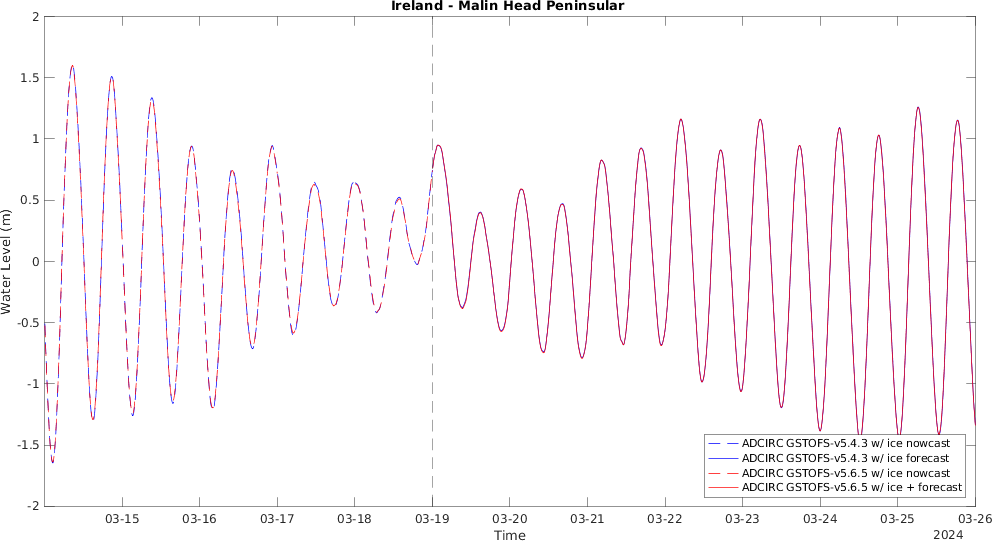 Ireland - Malin Head Peninsular
2
1.5
1
0.5
0
-0.5
-1
-1.5
-2
Water Level (m)
ADCIRC GSTOFS-v5.4.3 w/ ice nowcast
ADCIRC GSTOFS-v5.4.3 w/ ice forecast
ADCIRC GSTOFS-v5.6.5 w/ ice nowcast
ADCIRC GSTOFS-v5.6.5 w/ ice + forecast
03-15 03-16 03-17 03-18 03-19 03-20 03-21 03-22 03-23 03-24 03-25 03-26
Time
2024